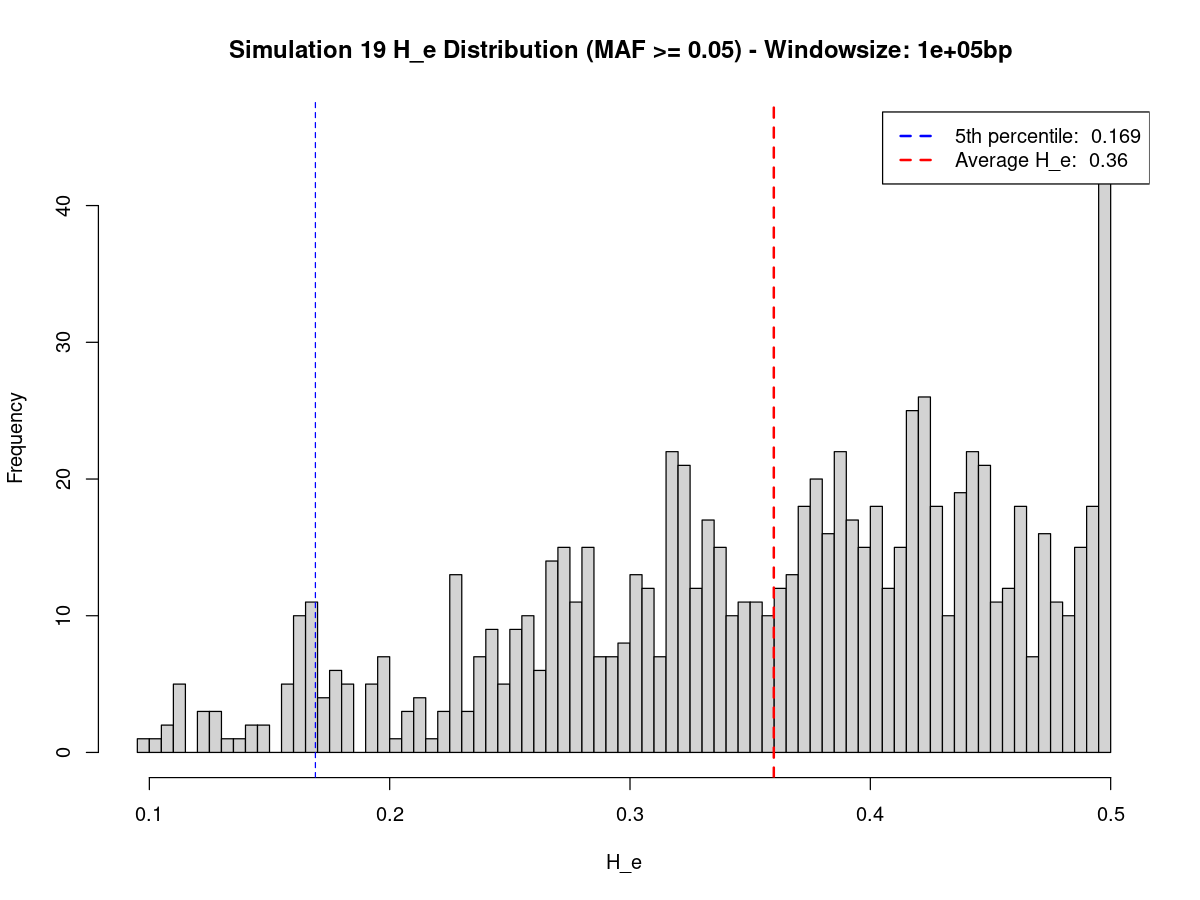 Simulation 19 H_e Distribution (MAF >= 0.05) - Windowsize: 1e+05bp
5th percentile:  0.169
Average H_e:  0.36
Frequency
40
30
20
10
0
0.1 0.2 0.3 0.4 0.5
H_e